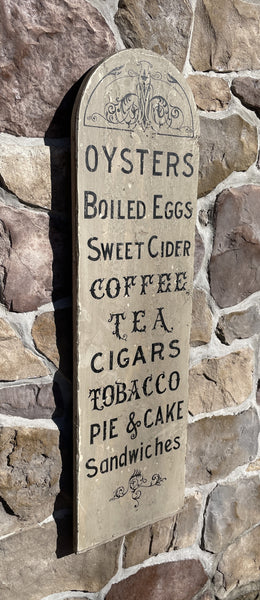 OYSTERS
BOILED EGGS
SWEET CIDER
COFFEE
TEA
CIGARS
TOBACCO
PIE & CAKE
Sandwiches